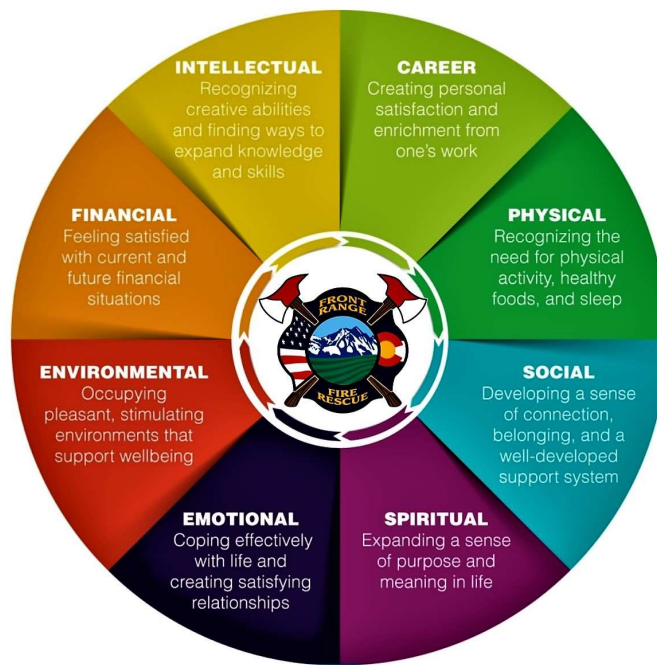 INTELLECTUAL
Recognizing
creative abilities
and finding ways to
expand knowledge
and skills
CAREER
Creating personal
satisfaction and
enrichment from
one's work
PHYSICAL
Recognizing the
need for physical
activity, healthy
foods, and sleep
SOCIAL
Developing a sense
of connection,
belonging, and a
well-developed
support system
SPIRITUAL
Expanding a sense
of purpose and
meaning in life
EMOTIONAL
Coping effectively
with life and
creating satisfying
relationships
ENVIRONMENTAL
Occupying
pleasant, stimulating
environments that
support wellbeing
FINANCIAL
Feeling satisfied
with current and
future financial
situations
FRONT
RANGE
FIRE
RESCUE